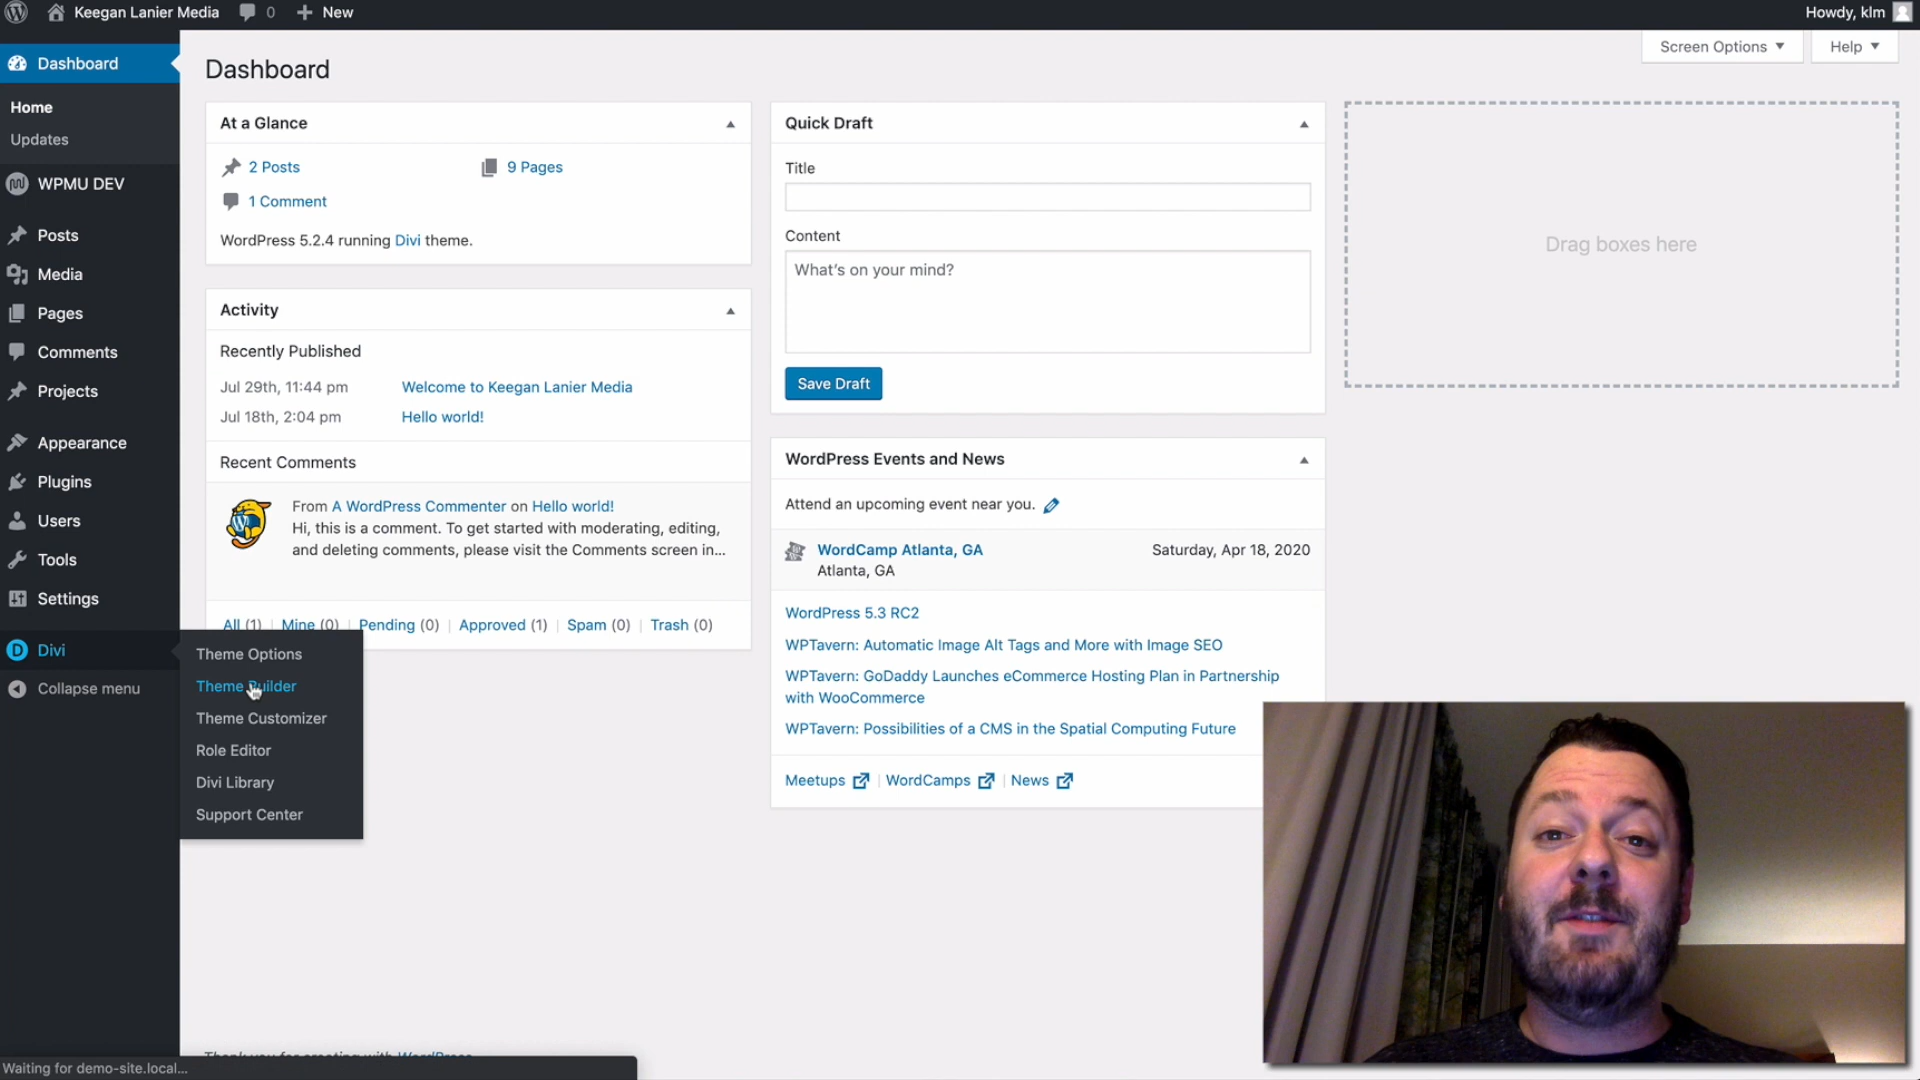 Keegan Lanier Media
0
New
Howdy, klm
Dashboard
Home
Updates
WPMU DEV
Posts
Media
Pages
Comments
Projects
Appearance
Plugins
Users
Tools
Settings
Divi
Collapse menu
Theme Options
Theme Builder
Theme Customizer
Role Editor
Divi Library
Support Center
Screen Options
Help
Dashboard
At a Glance
2 Posts
9 Pages
1 Comment
WordPress 5.2.4 running Divi theme.
Activity
Recently Published
Jul 29th, 11:44 pm Welcome to Keegan Lanier Media
Jul 18th, 2:04 pm Hello world!
Recent Comments
From A WordPress Commenter on Hello world!
Hi, this is a comment. To get started with moderating, editing,
and deleting comments, please visit the Comments screen in...
All (1) | Mine (0) | Pending (0) | Approved (1) | Spam (0) | Trash (0)
Quick Draft
Title
Content
What's on your mind?
Save Draft
WordPress Events and News
Attend an upcoming event near you.
WordCamp Atlanta, GA Saturday, Apr 18, 2020
Atlanta, GA
WordPress 5.3 RC2
WPTavern: Automatic Image Alt Tags and More with Image SEO
WPTavern: GoDaddy Launches eCommerce Hosting Plan in Partnership
with WooCommerce
WPTavern: Possibilities of a CMS in the Spatial Computing Future
Meetups | WordCamps | News
Drag boxes here
Thank you for creating with WordPress
Waiting for demo-site.local...